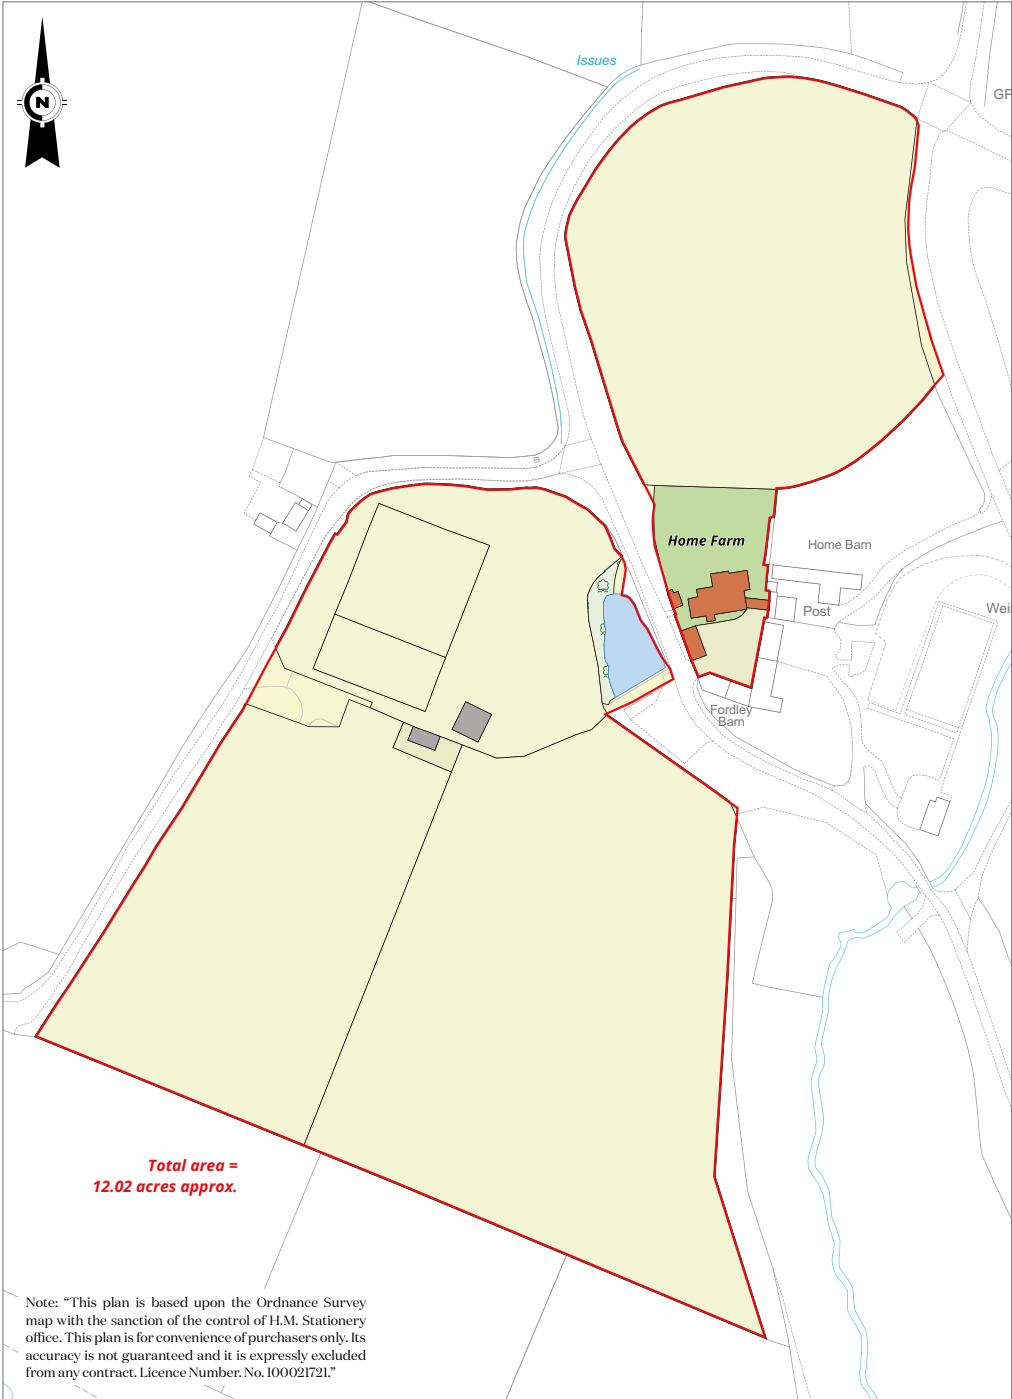 Issues
GP
N
B
Home Farm
Home Barn
Post
Wei
Fordley
Barn
Total area =
12.02 acres approx.
Note: “This plan is based upon the Ordnance Survey
map with the sanction of the control of H.M. Stationery
office. This plan is for convenience of purchasers only. Its
accuracy is not guaranteed and it is expressly excluded
from any contract. Licence Number. No. 100021721.”